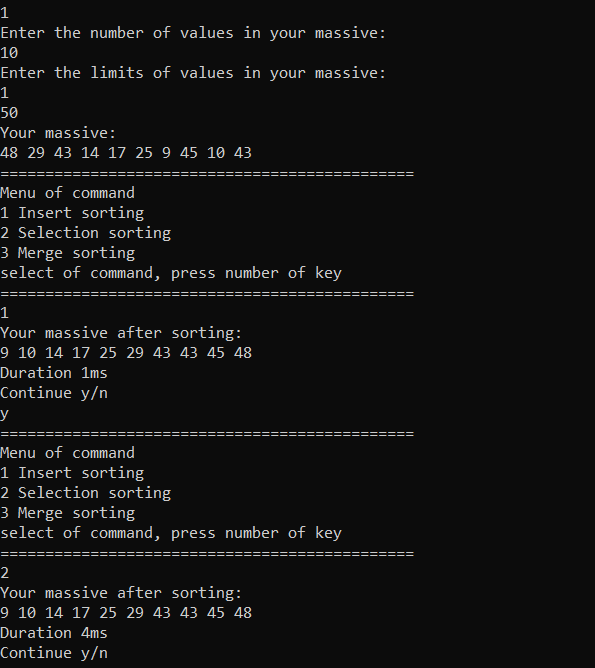 1
Enter the number of values in your massive:
10
Enter the limits of values in your massive:
1
50
Your massive:
48 29 43 14 17 25 9 45 10 43
==============================================
Menu of command
1 Insert sorting
2 Selection sorting
3 Merge sorting
select of command, press number of key
==============================================
1
Your massive after sorting:
9 10 14 17 25 29 43 43 45 48
Duration 1ms
Continue y/n
y
==============================================
Menu of command
1 Insert sorting
2 Selection sorting
3 Merge sorting
select of command, press number of key
==============================================
2
Your massive after sorting:
9 10 14 17 25 29 43 43 45 48
Duration 4ms
Continue y/n